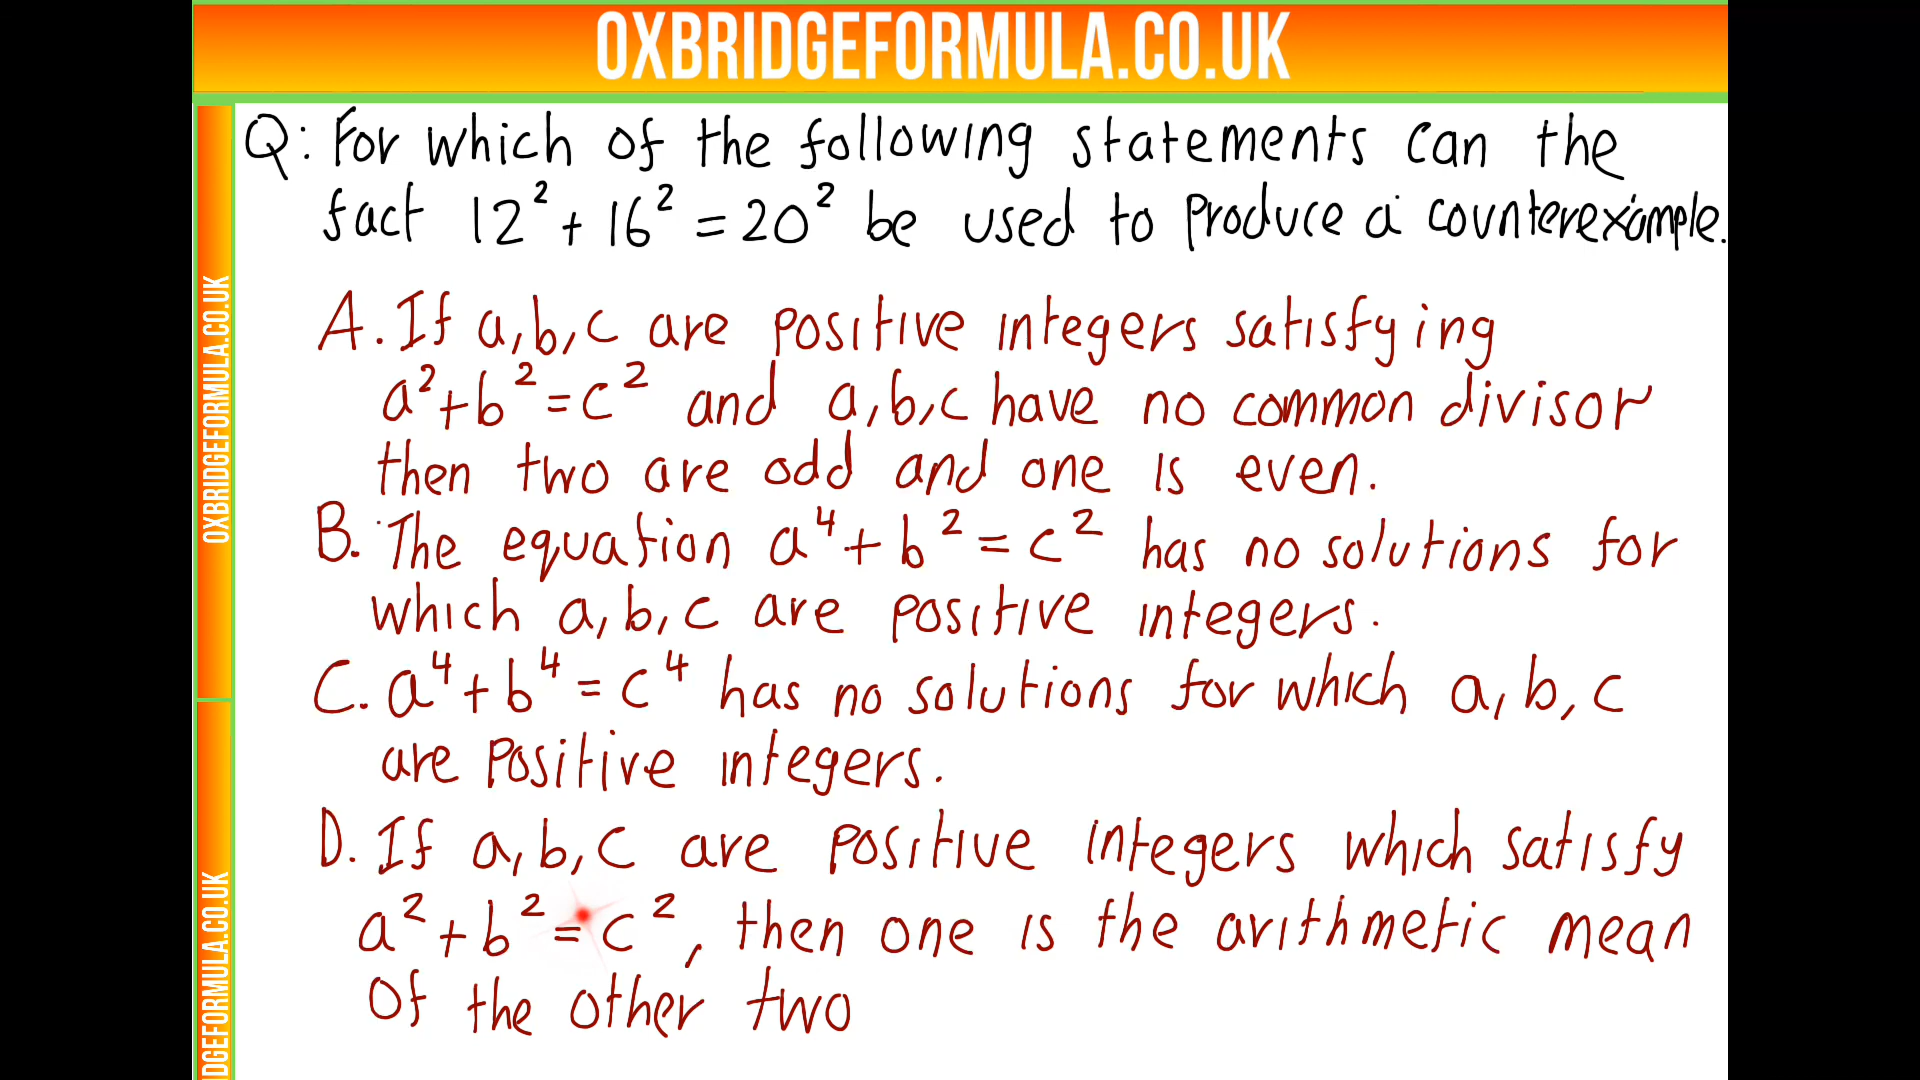 OXBRIDGEFORMULA.CO.UK
Q: For which of the following statements can the
fact 12² + 16² = 20² be used to produce a counterexample.
A. If a, b, c are positive integers satisfying
a² + b² = c² and a, b, c have no common divisor
then two are odd and one is even.
B. The equation a⁴ + b² = c² has no solutions for
which a, b, c are positive integers.
C. a⁴ + b⁴ = c⁴ has no solutions for which a, b, c
are positive integers.
D. If a, b, c are positive integers which satisfy
a² + b² = c², then one is the arithmetic mean
of the other two
OXBRIDGEFORMULA.CO.UK
DGEFORMULA.CO.UK